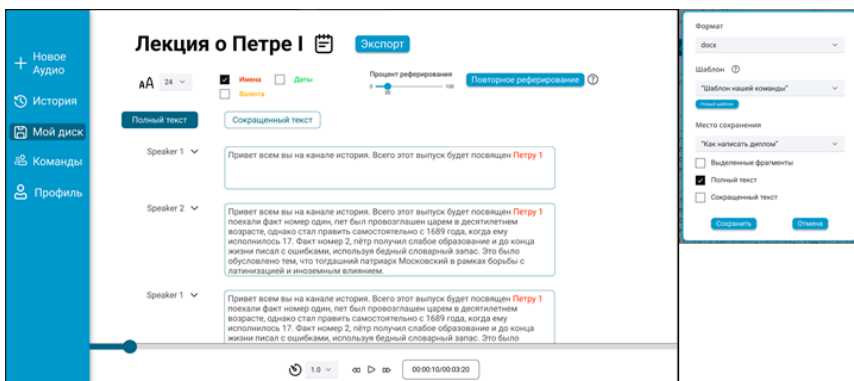 Новое
Аудио
История
Мой диск
Команды
Профиль
Лекция о Петре I
Экспорт
AA 24
Имена
Даты
Валюта
Процент реферирования
0
100
20
Повторное реферирование
?
Полный текст
Сокращенный текст
Speaker 1
Привет всем вы на канале история. Всего этот выпуск будет посвящен Петру 1
Speaker 2
Привет всем вы на канале история. Всего этот выпуск будет посвящен Петру 1
поехали факт номер один, пет был провозглашен царем в десятилетнем
возрасте, однако стал править самостоятельно с 1689 года, когда ему
исполнилось 17. Факт номер 2, пётр получил слабое образование и до конца
жизни писал с ошибками, используя бедный словарный запас. Это было
обусловлено тем, что тогдашний патриарх Московский в рамках борьбы с
латинизацией и иноземным влиянием.
Speaker 1
Привет всем вы на канале история. Всего этот выпуск будет посвящен Петру 1
поехали факт номер один, пет был провозглашен царем в десятилетнем
возрасте, однако стал править самостоятельно с 1689 года, когда ему
исполнилось 17. Факт номер 2, пётр получил слабое образование и до конца
жизни писал с ошибками, используя бедный словарный запас. Это было
1.0
00:00:10/00:03:20
Формат
docx
Шаблон ?
"Шаблон нашей команды"
Новый шаблон
Место сохранения
"Как написать диплом"
Выделенные фрагменты
Полный текст
Сокращенный текст
Сохранить
Отмена